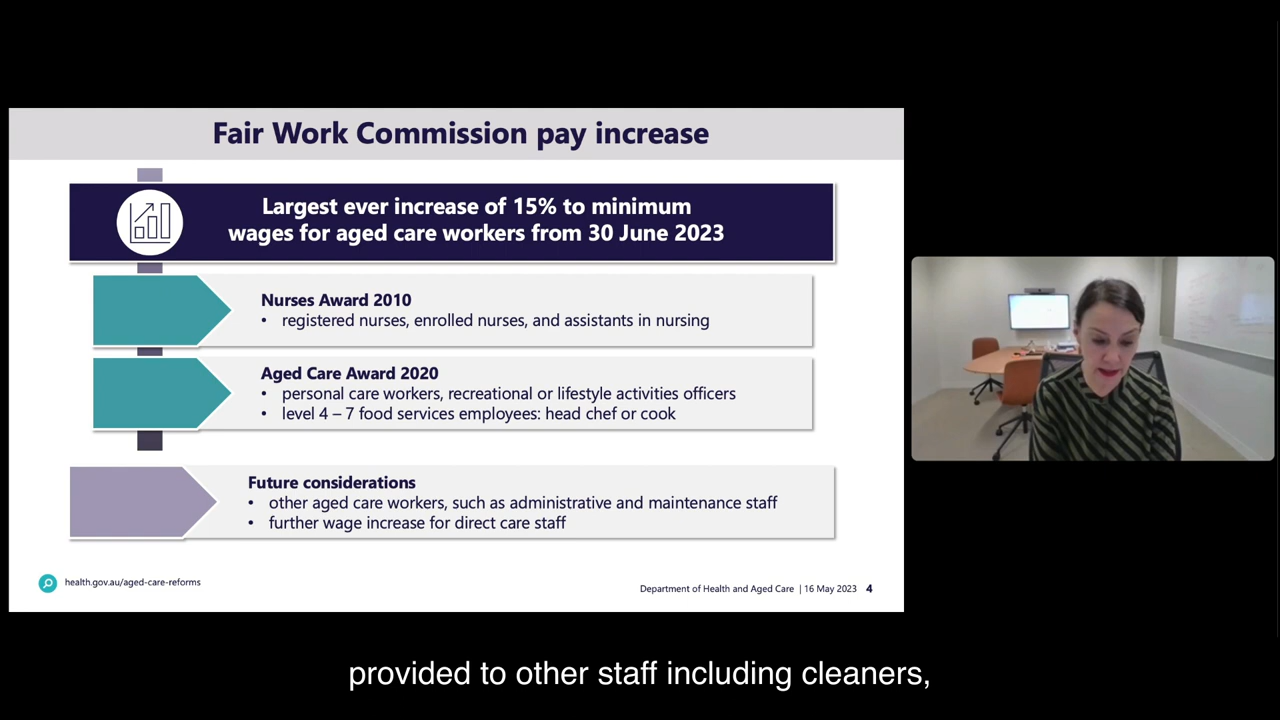 Fair Work Commission pay increase
Largest ever increase of 15% to minimum
wages for aged care workers from 30 June 2023
Nurses Award 2010
• registered nurses, enrolled nurses, and assistants in nursing
Aged Care Award 2020
• personal care workers, recreational or lifestyle activities officers
• level 4 – 7 food services employees: head chef or cook
Future considerations
• other aged care workers, such as administrative and maintenance staff
• further wage increase for direct care staff
health.gov.au/aged-care-reforms
Department of Health and Aged Care | 16 May 2023 4
provided to other staff including cleaners,